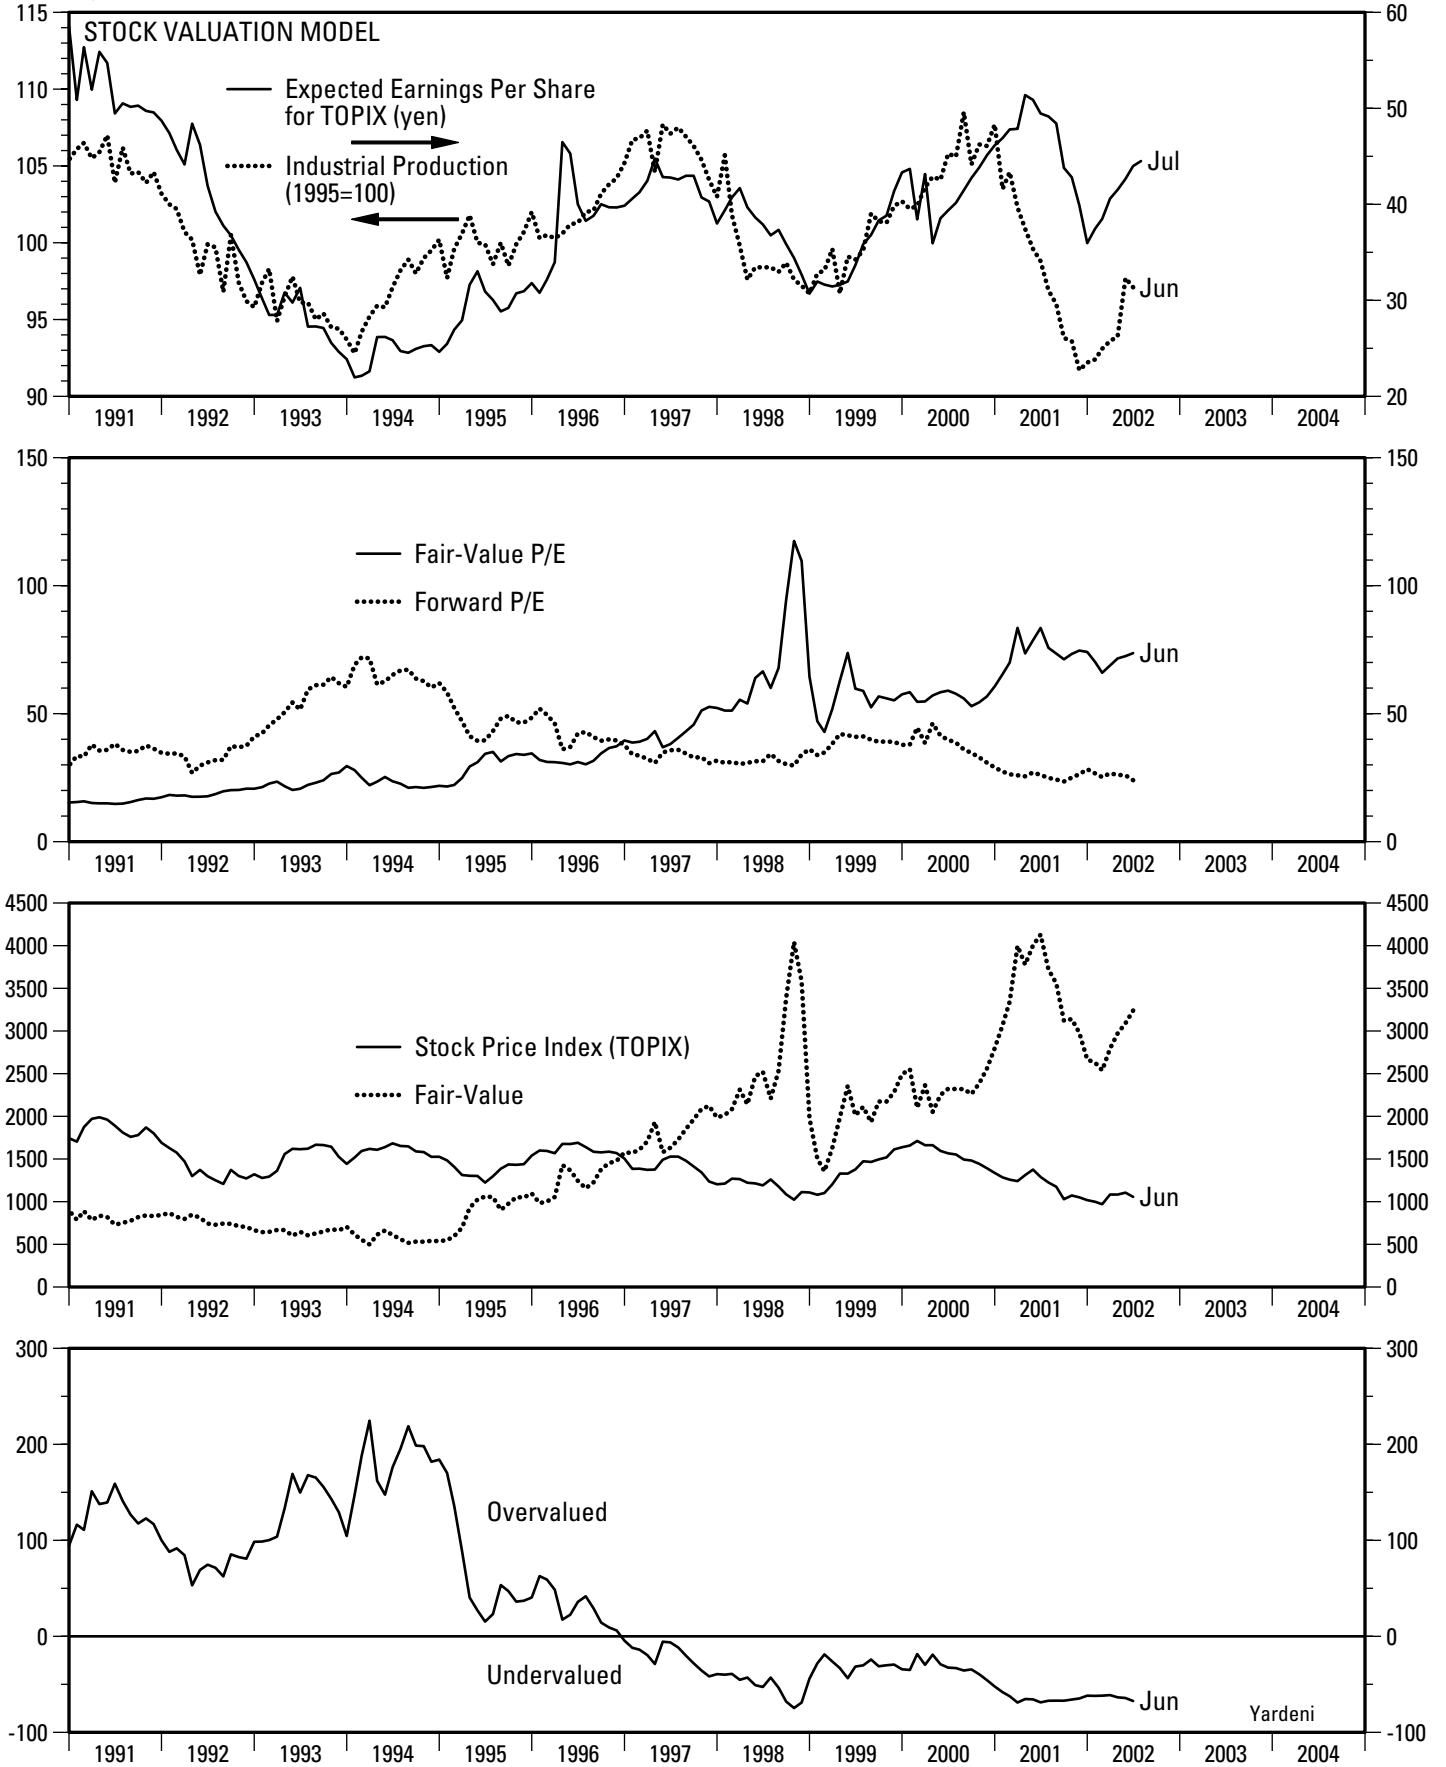 STOCK VALUATION MODEL
Expected Earnings Per Share
for TOPIX (yen)
Industrial Production
(1995=100)
115
110
105
100
95
90
60
50
40
30
20
Jul
Jun
1991 1992 1993 1994 1995 1996 1997 1998 1999 2000 2001 2002 2003 2004
Fair-Value P/E
Forward P/E
150
100
50
0
150
100
50
0
Jun
1991 1992 1993 1994 1995 1996 1997 1998 1999 2000 2001 2002 2003 2004
Stock Price Index (TOPIX)
Fair-Value
4500
4000
3500
3000
2500
2000
1500
1000
500
0
4500
4000
3500
3000
2500
2000
1500
1000
500
0
Jun
1991 1992 1993 1994 1995 1996 1997 1998 1999 2000 2001 2002 2003 2004
300
200
100
0
-100
300
200
100
0
-100
Overvalued
Undervalued
Jun
Yardeni
1991 1992 1993 1994 1995 1996 1997 1998 1999 2000 2001 2002 2003 2004